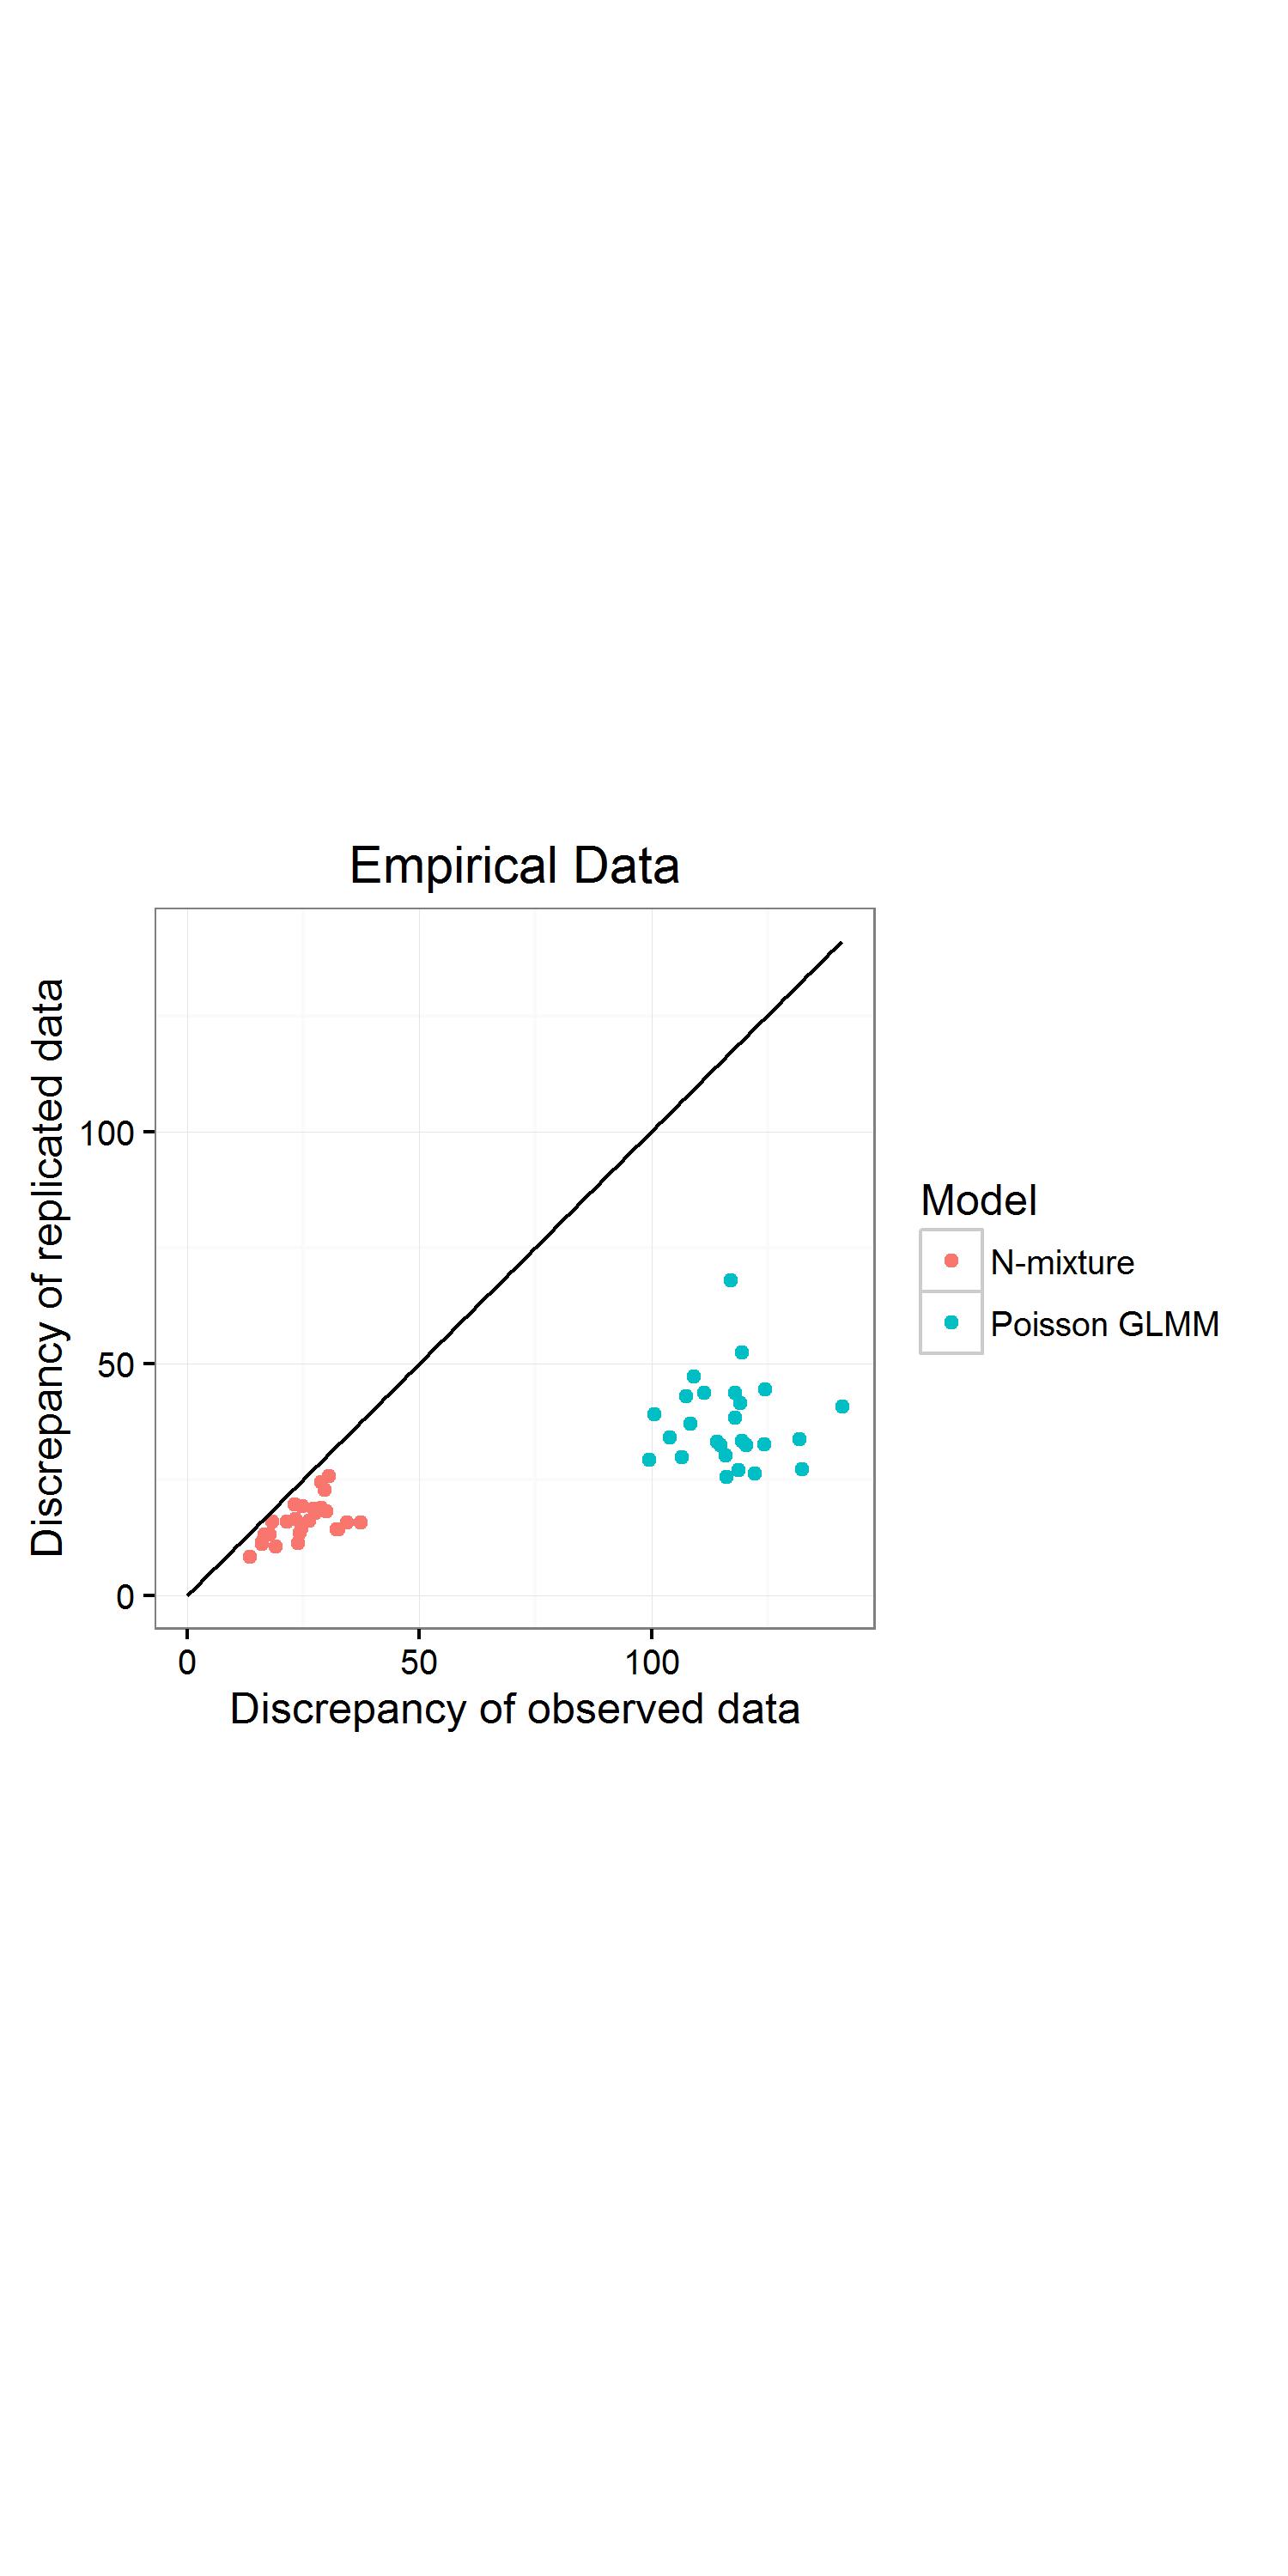 Empirical Data
Discrepancy of replicated data
100
50
0
0 50 100
Discrepancy of observed data
Model
N-mixture
Poisson GLMM